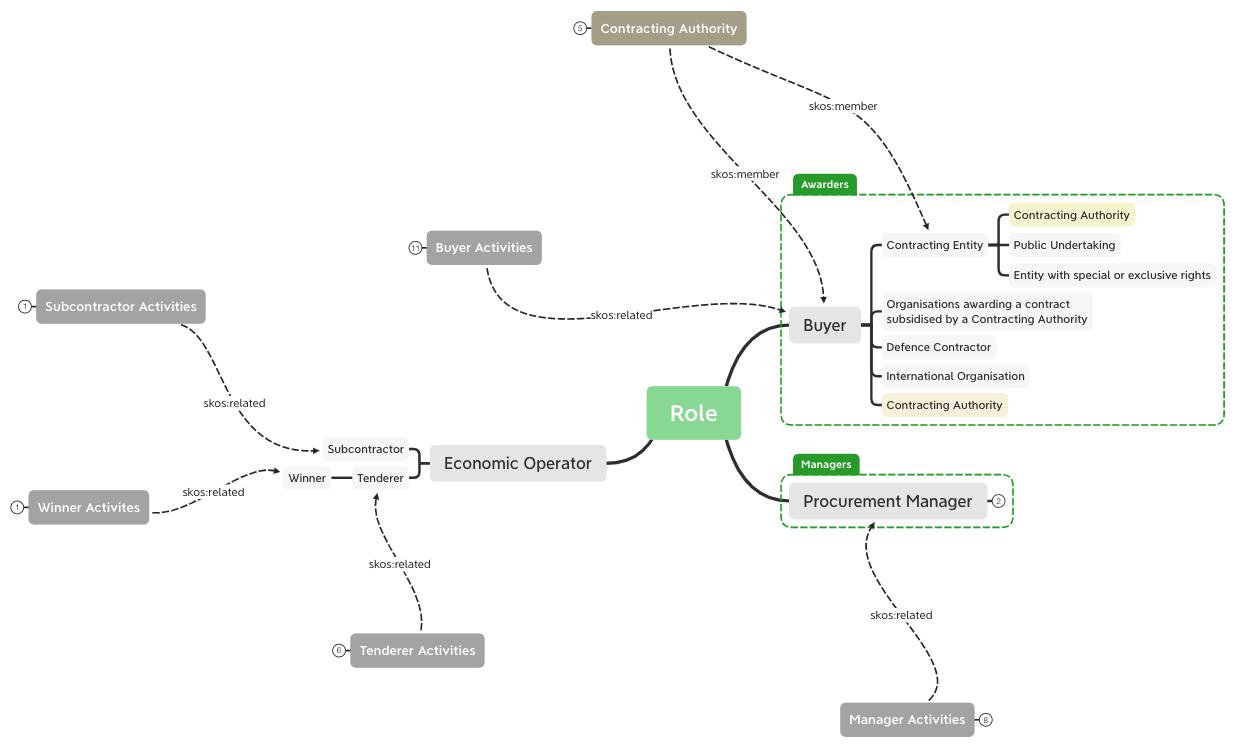 5
Contracting Authority
skos:member
skos:member
Awarders
Contracting Authority
11
Buyer Activities
Contracting Entity
Public Undertaking
Entity with special or exclusive rights
1
Subcontractor Activities
skos:related
Buyer
Organisations awarding a contract
subsidised by a Contracting Authority
Defence Contractor
International Organisation
Contracting Authority
skos:related
Role
Subcontractor
Economic Operator
Winner
Tenderer
Managers
Procurement Manager
2
skos:related
1
Winner Activites
skos:related
skos:related
6
Tenderer Activities
Manager Activities
8